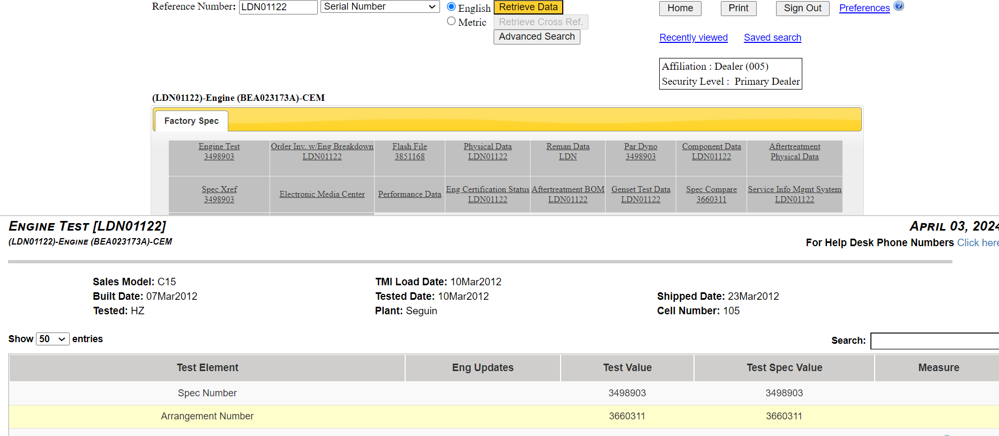 Reference Number: LDN01122 Serial Number English Retrieve Data Home Print Sign Out Preferences ?
Metric Retrieve Cross Ref.
Advanced Search Recently viewed Saved search
Affiliation : Dealer (005)
Security Level : Primary Dealer
(LDN01122)-Engine (BEA023173A)-CEM
Factory Spec
Engine Test Order Inv. w/Eng Breakdown Flash File Physical Data Reman Data Par Dyno Component Data Aftertreatment
3498903 LDN01122 3851168 LDN01122 LDN 3498903 LDN01122 Physical Data
Spec Xref Electronic Media Center Performance Data Eng Certification Status Aftertreatment BOM Genset Test Data Spec Compare Service Info Mgmt System
3498903 LDN01122 LDN01122 LDN01122 3660311 LDN01122
Engine Test [LDN01122] April 03, 2024
(LDN01122)-Engine (BEA023173A)-CEM For Help Desk Phone Numbers Click here
Sales Model: C15 TMI Load Date: 10Mar2012
Built Date: 07Mar2012 Tested Date: 10Mar2012 Shipped Date: 23Mar2012
Tested: HZ Plant: Seguin Cell Number: 105
Show 50 entries Search:
Test Element Eng Updates Test Value Test Spec Value Measure
Spec Number 3498903 3498903
Arrangement Number 3660311 3660311